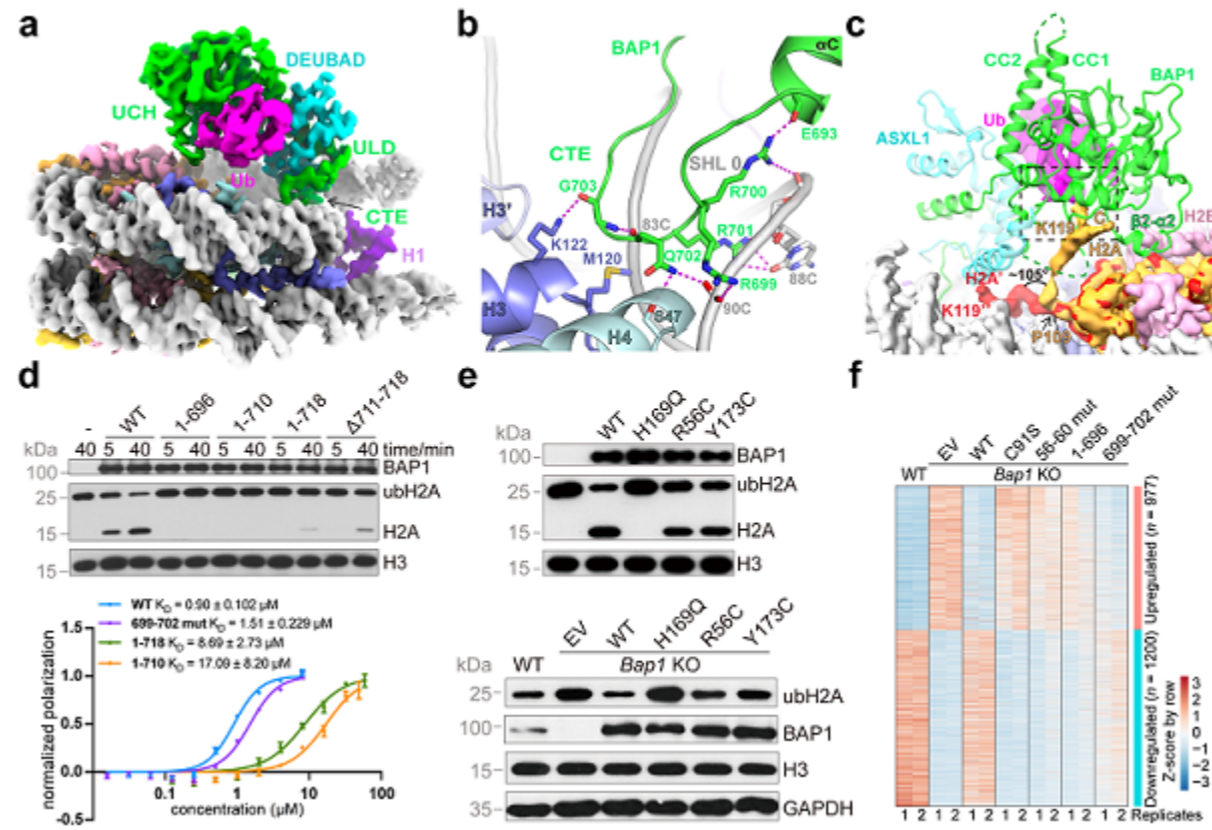 a
UCH
DEUBAD
Ub
ULD
CTE
H1
b
BAP1
αC
E693
CTE
SHL 0
G703
R700
H3'
83C
R701
K122
Q702
M120
R699
88C
90C
H3
S47
H4
c
CC2
CC1
BAP1
Ub
ASXL1
K119
C
β2-α2
H2B
H2A
~105°
H2A'
K119'
d
- WT 1-696 1-710 1-718 Δ711-718
kDa 40 5 40 5 40 5 40 5 40 5 40 time/min
100 BAP1
25 ubH2A
15 H2A
15 H3
WT KD = 0.90 ± 0.102 μM
699-702 mut KD = 1.51 ± 0.229 μM
1-718 KD = 8.69 ± 2.73 μM
1-710 KD = 17.09 ± 8.20 μM
normalized polarization
1.5
1.0
0.5
0.0
-0.5
0.1 1 10 100
concentration (μM)
e
kDa - WT H169Q R56C Y173C
100 BAP1
25 ubH2A
15 H2A
15 H3
EV WT H169Q R56C Y173C
kDa WT Bap1 KO
25 ubH2A
100 BAP1
15 H3
35 GAPDH
f
EV WT C91S 56-60 mut 1-696 699-702 mut
WT Bap1 KO
Upregulated (n = 977)
Downregulated (n = 1200)
Z-score by row
3
2
1
0
-1
-2
-3
1 2 1 2 1 2 1 2 1 2 1 2 1 2 Replicates